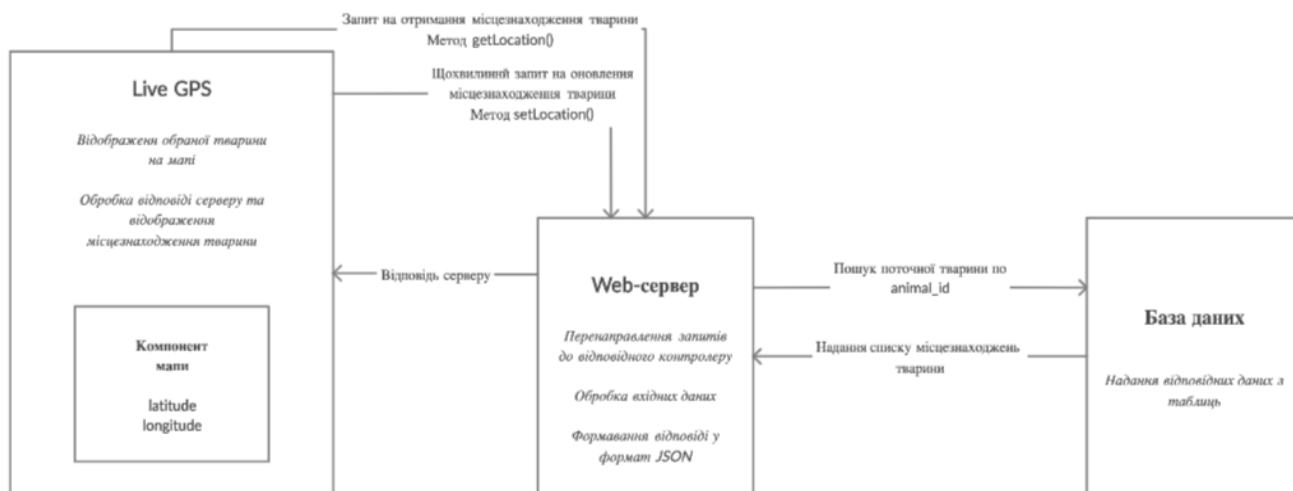 Запит на отримання місцезнаходження тварини
Метод getLocation()
Щохвилиннй запит на оновлення
місцезнаходження тварини
Метод setLocation()
Live GPS
Відображенн обраної тварини
на мапі
Обробка відповіді серверу та
відображення
місцезнаходження тварини
Компонент
мапи
latitude
longitude
Відповідь серверу
Web-сервер
Перенаправлення запитів
до відповідного контролеру
Обробка вхідних даних
Формавання відповіді у
формат JSON
Пошук поточної тварини по
animal_id
Надання списку місцезнаходжень
тварини
База даних
Надання відповідних даних з
таблиць